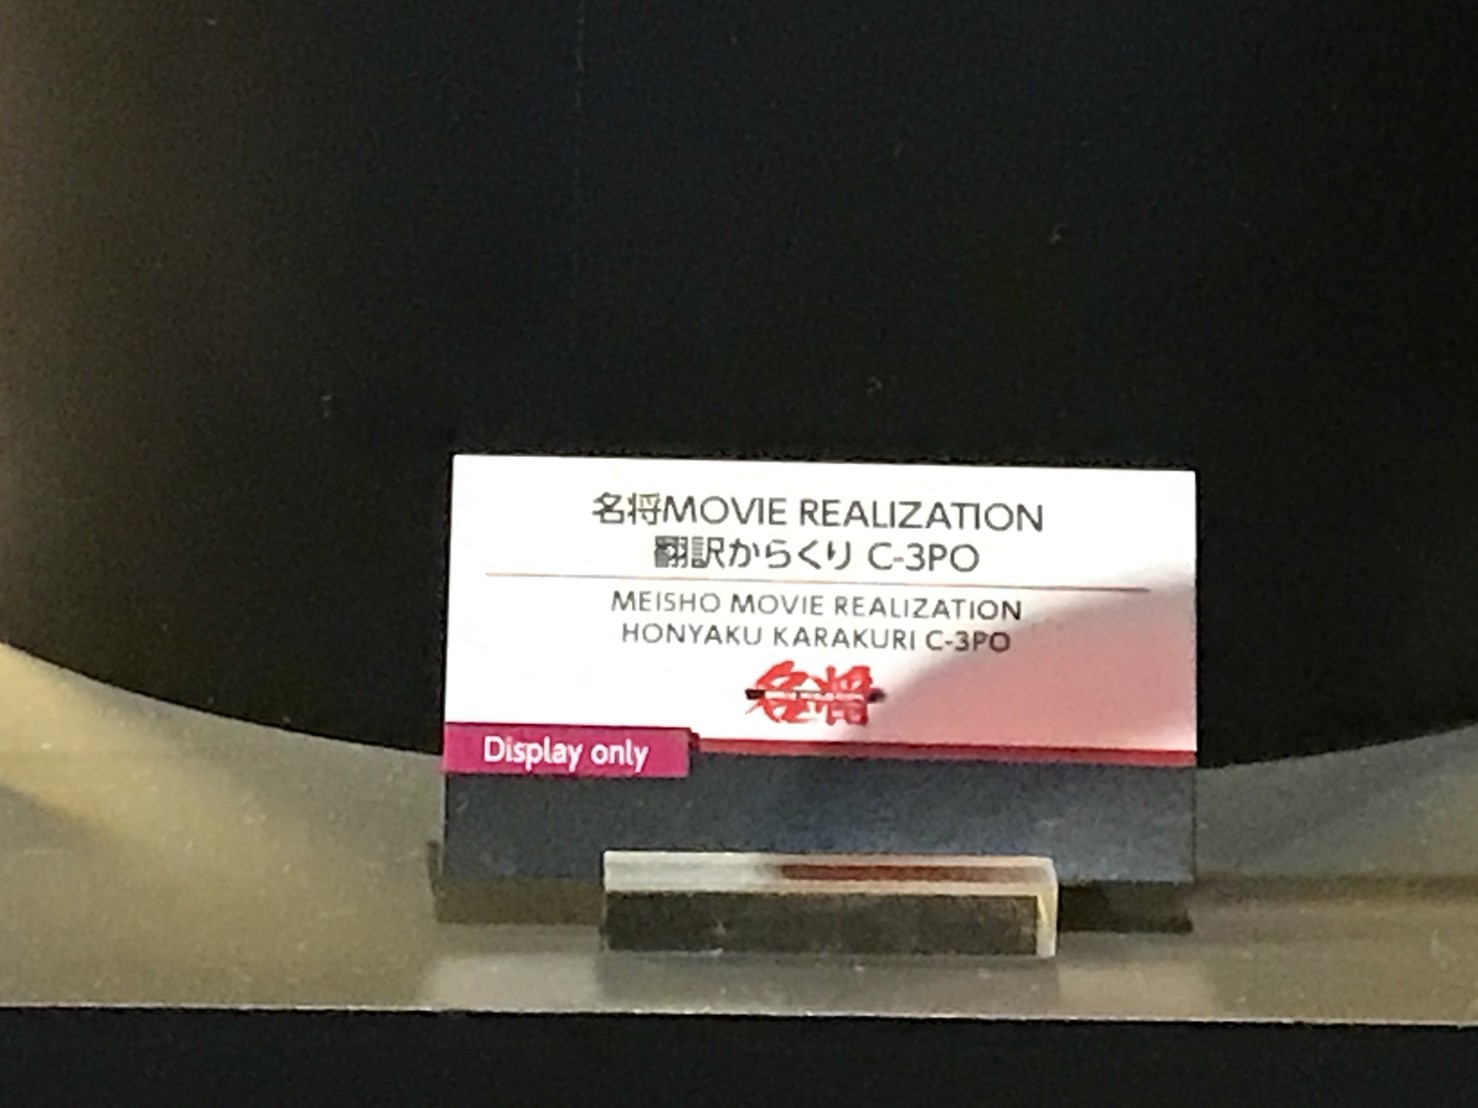 名将MOVIE REALIZATION
翻訳からくり C-3PO
MEISHO MOVIE REALIZATION
HONYAKU KARAKURI C-3PO
名将
Display only